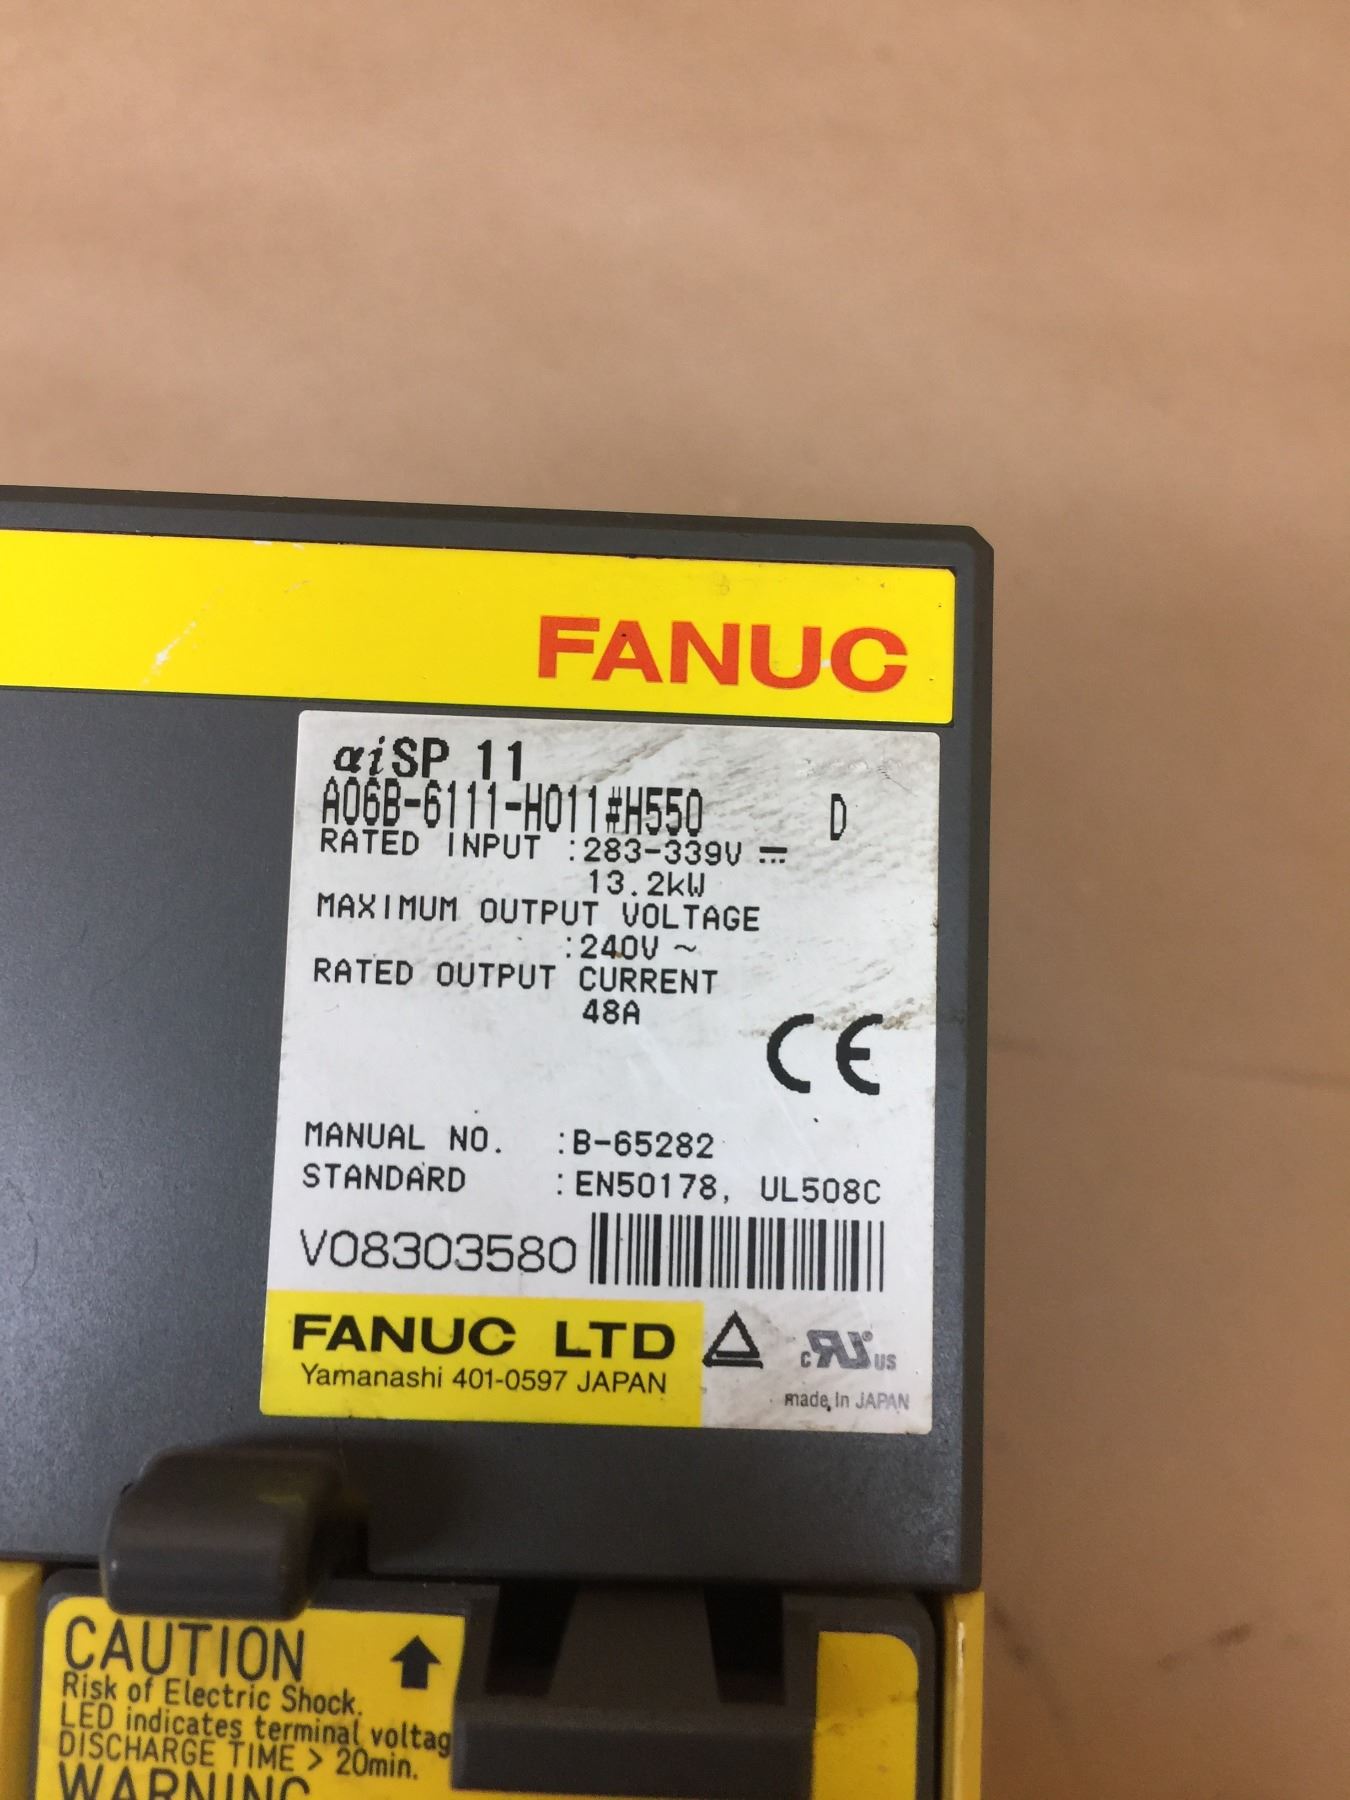 FANUC
αiSP 11
A06B-6111-H011#H550 D
RATED INPUT :283-339V ⎓
13.2kW
MAXIMUM OUTPUT VOLTAGE
:240V ~
RATED OUTPUT CURRENT
48A
CE
MANUAL NO. :B-65282
STANDARD :EN50178, UL508C
V08303580
FANUC LTD
Yamanashi 401-0597 JAPAN
c RU US
made in JAPAN
CAUTION
Risk of Electric Shock.
LED indicates terminal voltag
DISCHARGE TIME > 20min.
WARNING